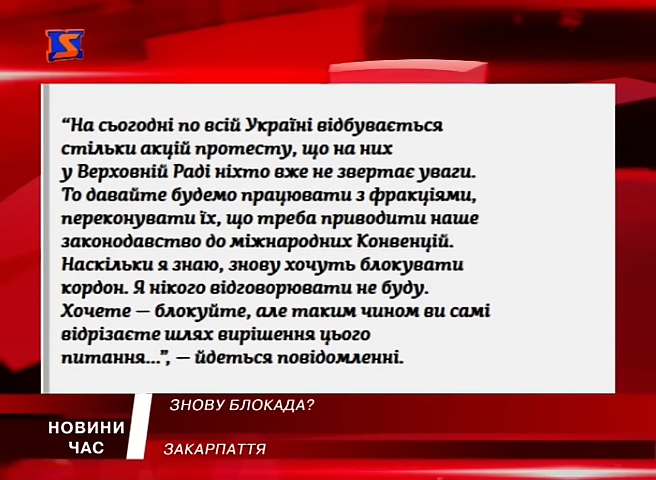 “На сьогодні по всій Україні відбувається
стільки акцій протесту, що на них
у Верховній Раді ніхто вже не звертає уваги.
То давайте будемо працювати з фракціями,
переконувати їх, що треба приводити наше
законодавство до міжнародних Конвенцій.
Наскільки я знаю, знову хочуть блокувати
кордон. Я нікого відговорювати не буду.
Хочете – блокуйте, але таким чином ви самі
відрізаєте шлях вирішення цього
питання...”, – йдеться повідомленні.
ЗНОВУ БЛОКАДА?
НОВИНИ
ЧАС
ЗАКАРПАТТЯ